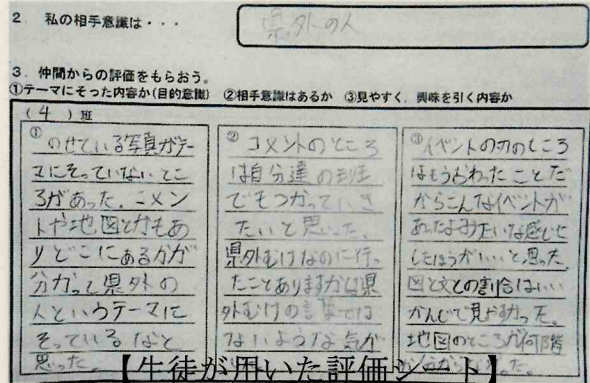 2. 私の相手意識は・・・
県外の人
3. 仲間からの評価をもらおう。
①テーマにそった内容か(目的意識) ②相手意識はあるか ③見やすく、興味を引く内容か
(4)班
①
のせている写真がテー
マにそっていないとこ
ろがあった。コメン
トや地図とかもあ
りどこにあるかが
分かって県外の
人というテーマに
そっているなと
思った。
② コメントのところ
は自分達の班
でもつかっていき
たいと思った。
県外むけなのに行っ
たことありますかは県
外むけの言葉では
ないような気が
③ イベントのところ
はもうおわったことだ
からこんなイベントが
あったよみたいな感じに
したほうがいいと思った。
図と文との割合はいい
かんじで見やすかった。
地図のところが何階
【生徒が用いた評価シート】